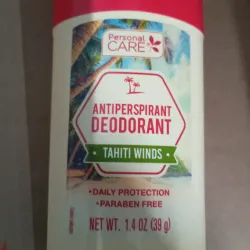 Personal
CARE®
ANTIPERSPIRANT
DEODORANT
TAHITI WINDS
•DAILY PROTECTION
•PARABEN FREE
NET WT. 1.4 OZ (39 g)